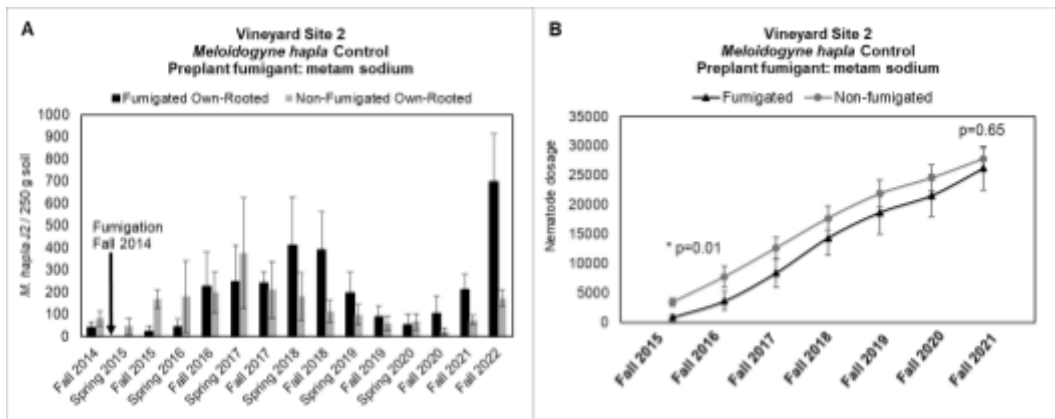 A
Vineyard Site 2
Meloidogyne hapla Control
Preplant fumigant: metam sodium
Fumigated Own-Rooted Non-Fumigated Own-Rooted
M. hapla J2 / 250 g soil
1000
900
800
700
600
500
400
300
200
100
0
Fumigation
Fall 2014
Fall 2014
Spring 2015
Fall 2015
Spring 2016
Fall 2016
Spring 2017
Fall 2017
Spring 2018
Fall 2018
Spring 2019
Fall 2019
Spring 2020
Fall 2020
Fall 2021
Fall 2022
B
Vineyard Site 2
Meloidogyne hapla Control
Preplant fumigant: metam sodium
Fumigated Non-fumigated
Nematode dosage
35000
30000
25000
20000
15000
10000
5000
0
* p=0.01
p=0.65
Fall 2015
Fall 2016
Fall 2017
Fall 2018
Fall 2019
Fall 2020
Fall 2021